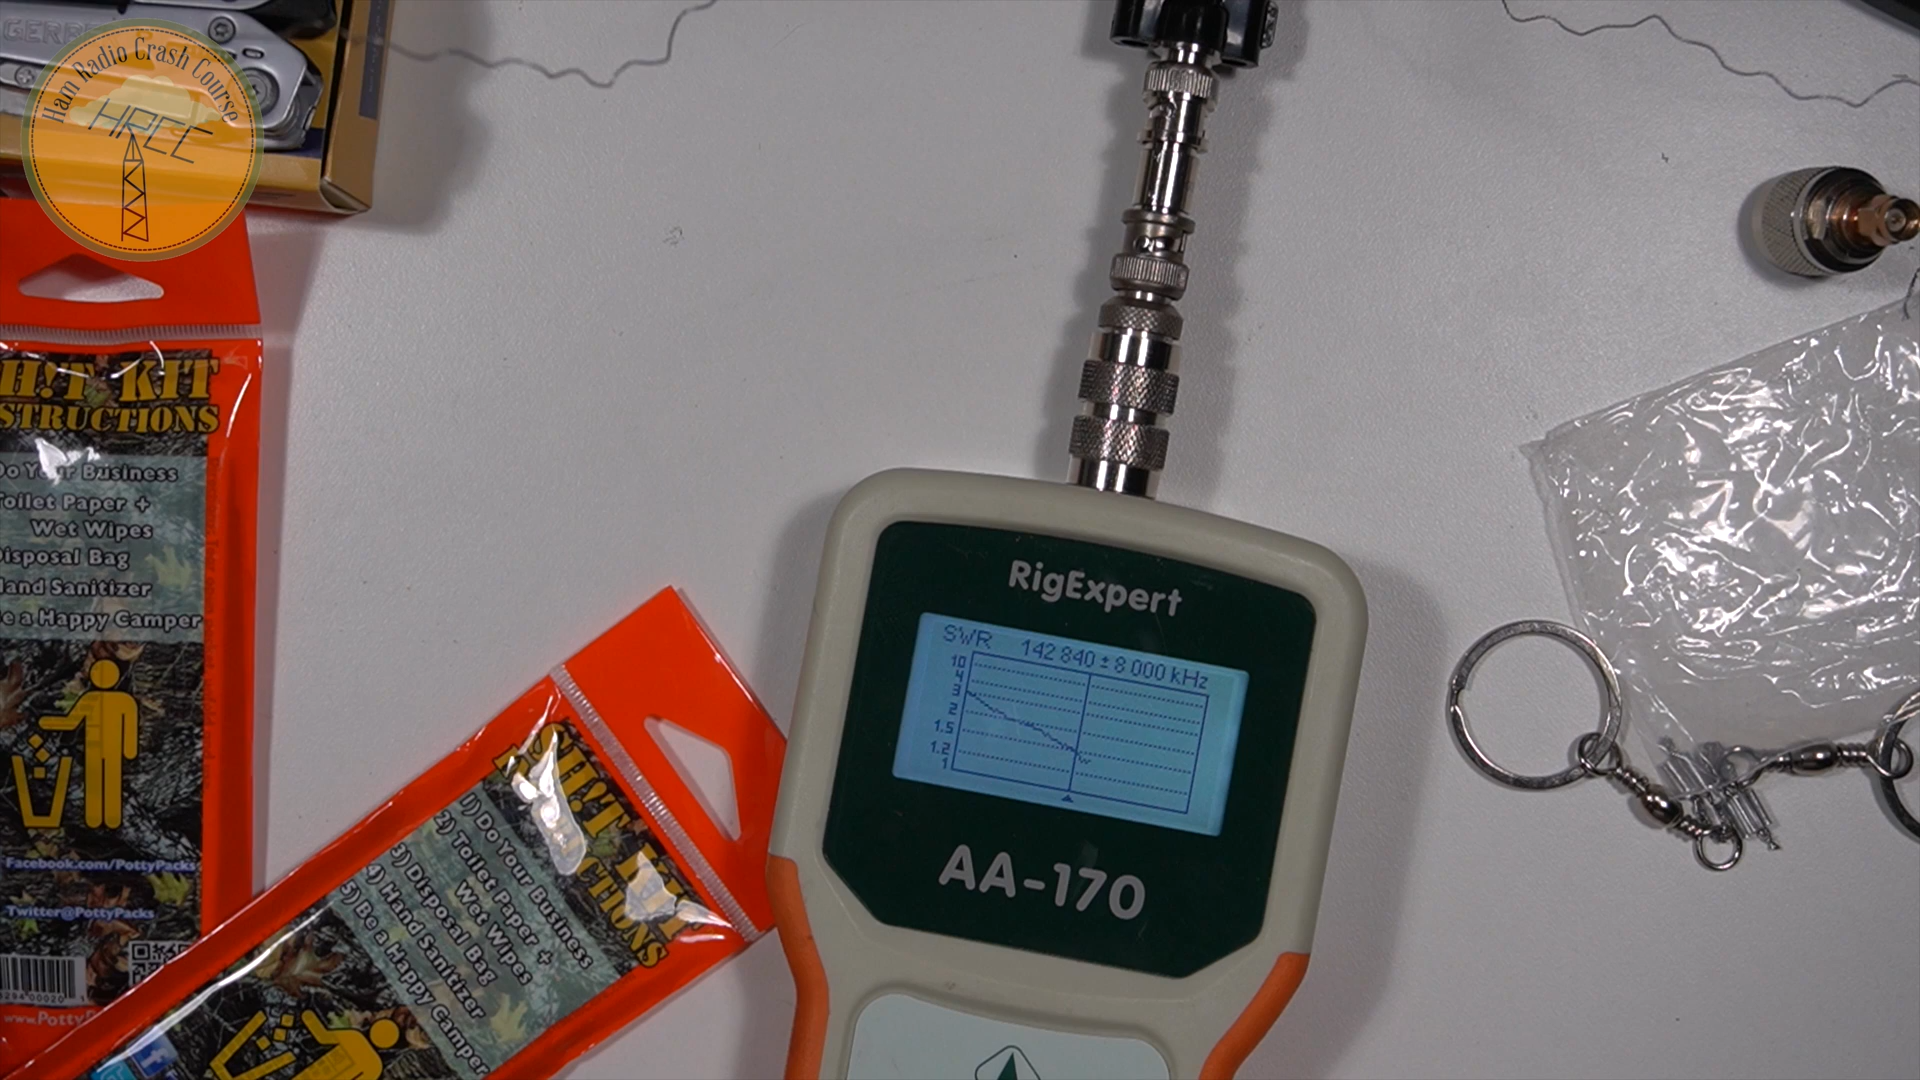 GERBER
Ham Radio Crash Course
HRCC
H!T KIT
STRUCTIONS
Do Your Business
Toilet Paper +
Wet Wipes
Disposal Bag
Hand Sanitizer
e a Happy Camper
Facebook.com/PottyPacks
Twitter@PottyPacks
SH!T KIT
CTIONS
1) Do Your Business
2) Toilet Paper +
Wet Wipes
3) Disposal Bag
4) Hand Sanitizer
5) Be a Happy Camper
RigExpert
SWR 142 840 ± 8 000 kHz
10
4
3
2
1.5
1.2
1
AA-170